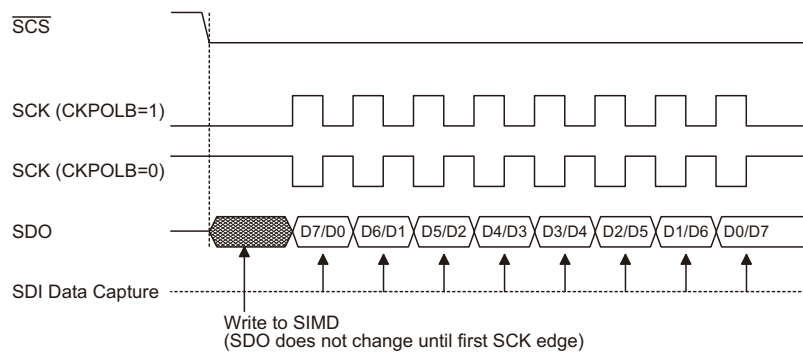 SCS
SCK (CKPOLB=1)
SCK (CKPOLB=0)
SDO
D7/D0 D6/D1 D5/D2 D4/D3 D3/D4 D2/D5 D1/D6 D0/D7
SDI Data Capture
Write to SIMD
(SDO does not change until first SCK edge)